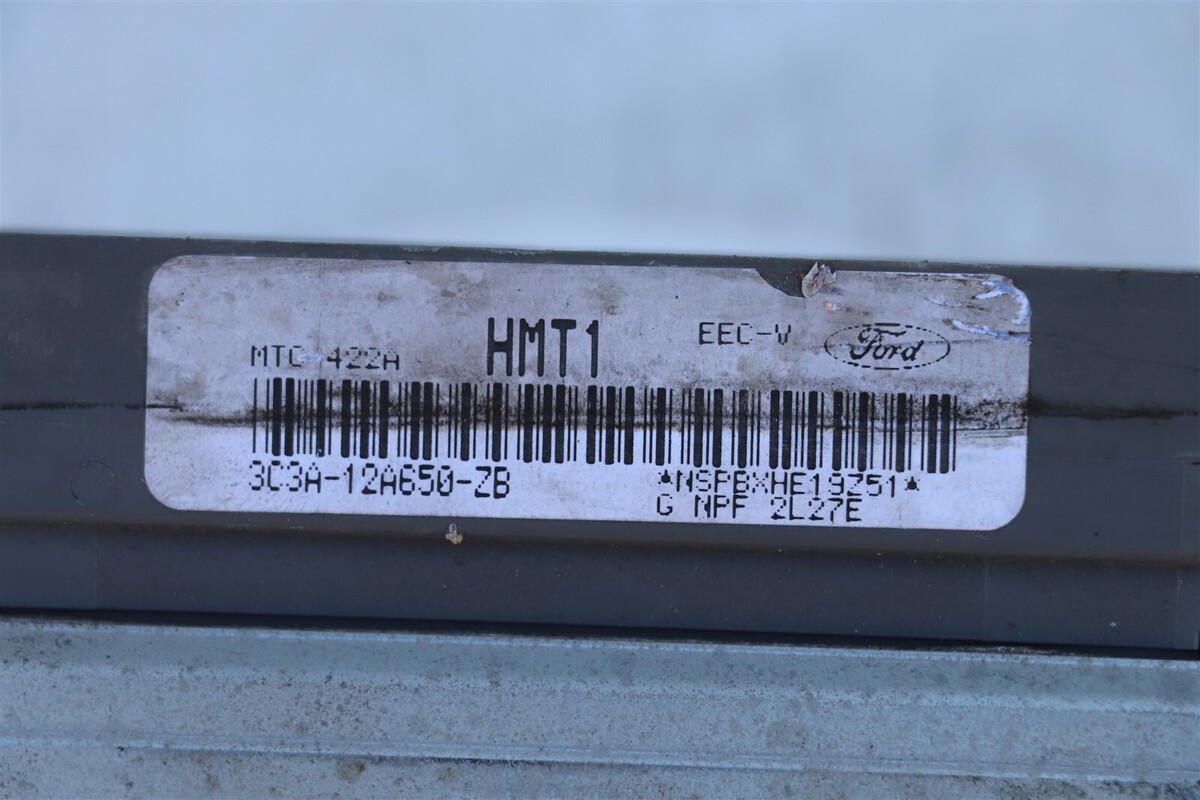 HMT1
EEC-V
Ford
MTC-422A
3C3A-12A650-ZB
*NSPBXHE19Z51*
G NPF 2L27E